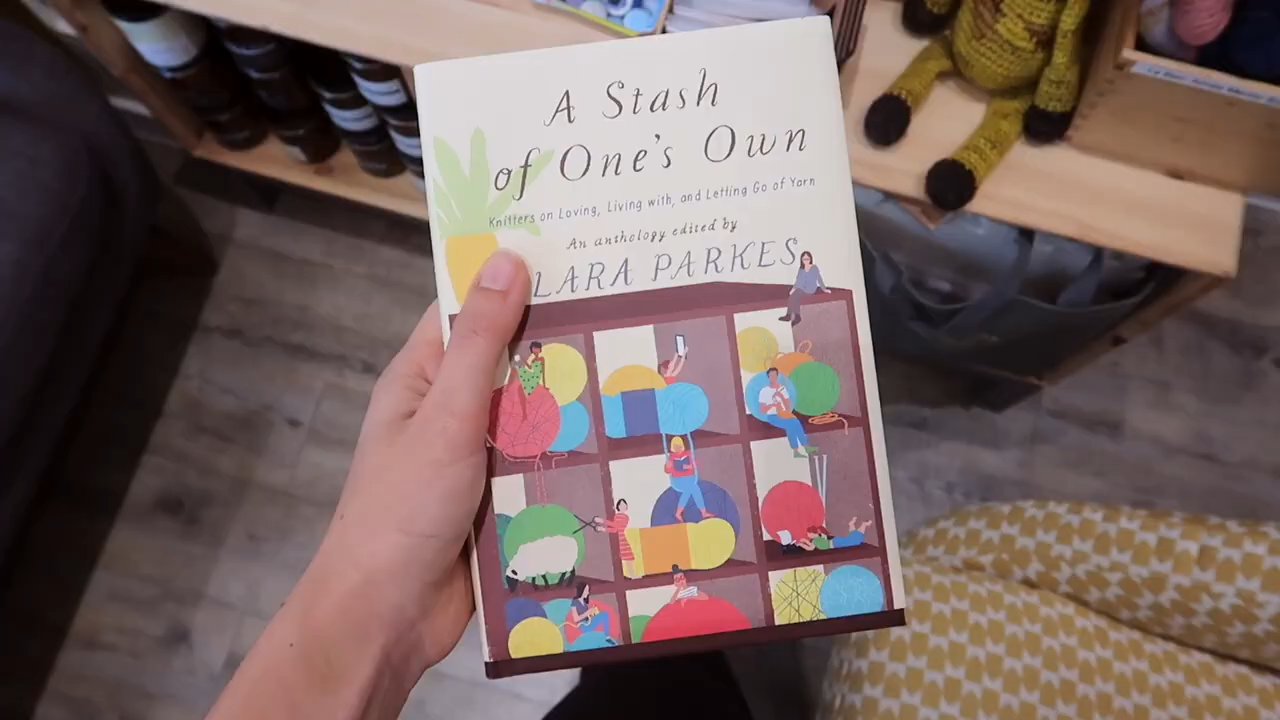 A Stash
of One's Own
Knitters on Loving, Living with, and Letting Go of Yarn
An anthology edited by
LARA PARKES